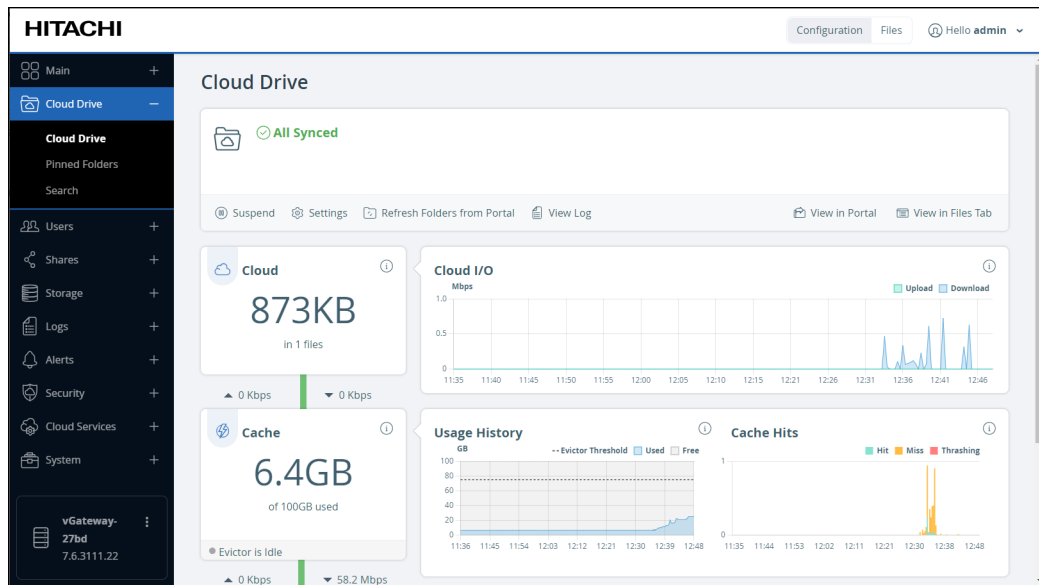 HITACHI
Configuration Files Hello admin
Main
Cloud Drive
Cloud Drive
Pinned Folders
Search
Users
Shares
Storage
Logs
Alerts
Security
Cloud Services
System
vGateway-
27bd
7.6.3111.22
Cloud Drive
All Synced
Suspend Settings Refresh Folders from Portal View Log View in Portal View in Files Tab
Cloud
873KB
in 1 files
0 Kbps 0 Kbps
Cloud I/O
Mbps
Upload Download
1.0
0.5
0
11:35 11:40 11:45 11:50 11:55 12:00 12:05 12:10 12:15 12:21 12:26 12:31 12:36 12:41 12:46
Cache
6.4GB
of 100GB used
Evictor is Idle
0 Kbps 58.2 Mbps
Usage History
GB
-- Evictor Threshold Used Free
100
80
60
40
20
11:36 11:45 11:54 12:03 12:12 12:21 12:30 12:39 12:48
Cache Hits
Hit Miss Thrashing
1
0
11:35 11:44 11:53 12:02 12:11 12:21 12:30 12:38 12:48